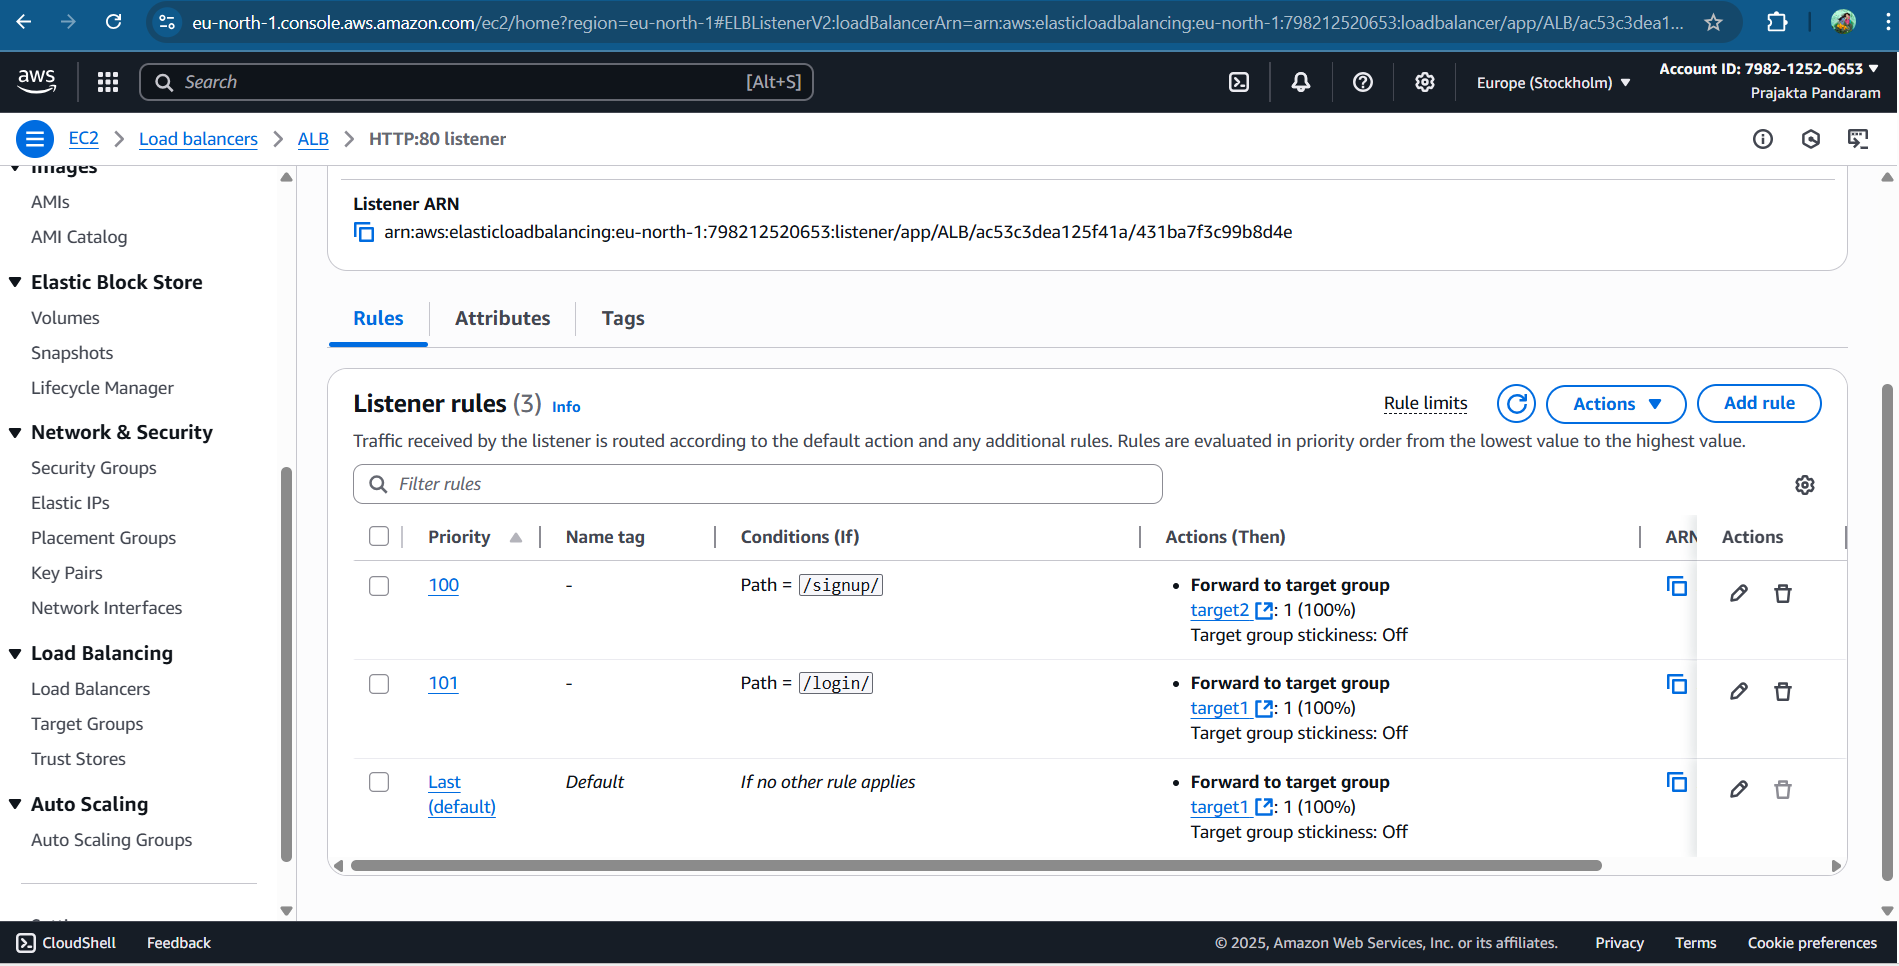 eu-north-1.console.aws.amazon.com/ec2/home?region=eu-north-1#ELBListenerV2:loadBalancerArn=arn:aws:elasticloadbalancing:eu-north-1:798212520653:loadbalancer/app/ALB/ac53c3dea1...
aws
Search [Alt+S]
Europe (Stockholm)
Account ID: 7982-1252-0653
Prajakta Pandaram
EC2 Load balancers ALB HTTP:80 listener
Images
AMIs
AMI Catalog
Elastic Block Store
Volumes
Snapshots
Lifecycle Manager
Network & Security
Security Groups
Elastic IPs
Placement Groups
Key Pairs
Network Interfaces
Load Balancing
Load Balancers
Target Groups
Trust Stores
Auto Scaling
Auto Scaling Groups
Listener ARN
arn:aws:elasticloadbalancing:eu-north-1:798212520653:listener/app/ALB/ac53c3dea125f41a/431ba7f3c99b8d4e
Rules Attributes Tags
Listener rules (3) Info
Rule limits Actions Add rule
Traffic received by the listener is routed according to the default action and any additional rules. Rules are evaluated in priority order from the lowest value to the highest value.
Filter rules
Priority Name tag Conditions (If) Actions (Then) ARN Actions
100 - Path = /signup/ • Forward to target group
target2 : 1 (100%)
Target group stickiness: Off
101 - Path = /login/ • Forward to target group
target1 : 1 (100%)
Target group stickiness: Off
Last Default If no other rule applies • Forward to target group
(default) target1 : 1 (100%)
Target group stickiness: Off
CloudShell Feedback © 2025, Amazon Web Services, Inc. or its affiliates. Privacy Terms Cookie preferences